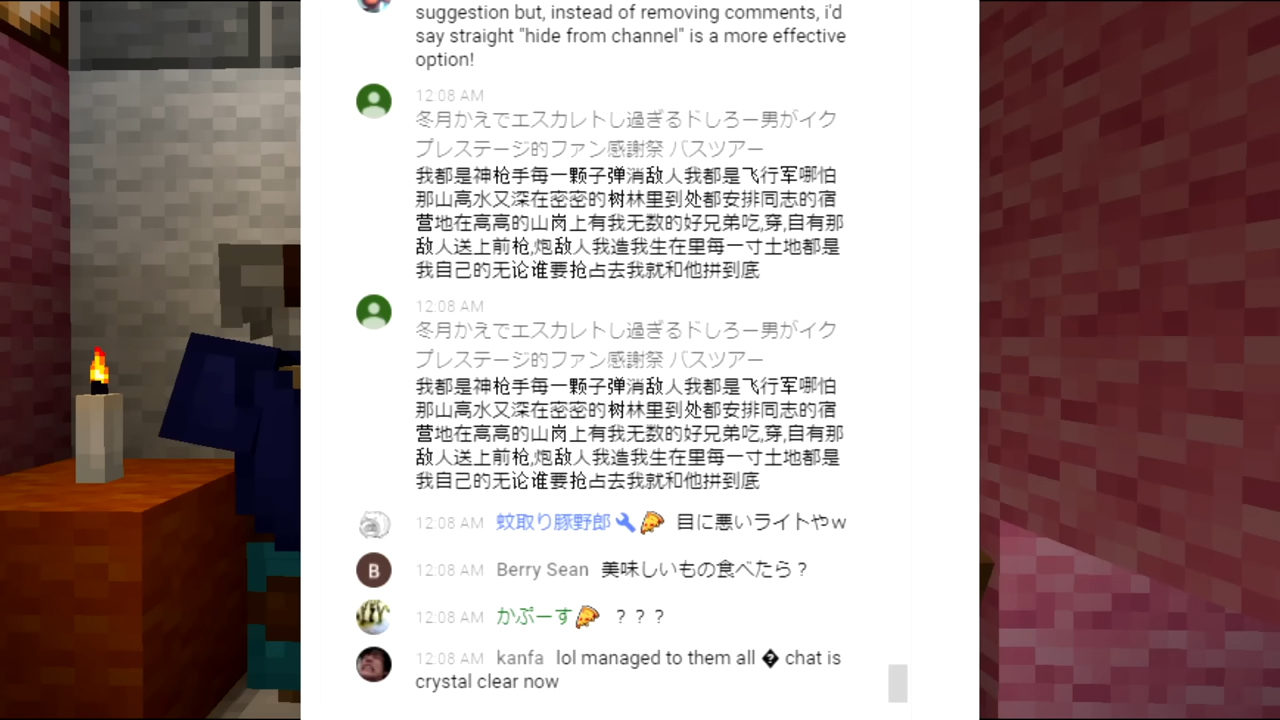 suggestion but, instead of removing comments, i'd
say straight "hide from channel" is a more effective
option!
12:08 AM
冬月かえでエスカレトし過ぎるドしろー男がイク
プレステージ的ファン感謝祭 バスツアー
我都是神枪手每一颗子弹消敌人我都是飞行军哪怕
那山高水又深在密密的树林里到处都安排同志的宿
营地在高高的山岗上有我无数的好兄弟吃,穿,自有那
敌人送上前枪,炮敌人我造我生在里每一寸土地都是
我自己的无论谁要抢占去我就和他拼到底
12:08 AM
冬月かえでエスカレトし過ぎるドしろー男がイク
プレステージ的ファン感謝祭 バスツアー
我都是神枪手每一颗子弹消敌人我都是飞行军哪怕
那山高水又深在密密的树林里到处都安排同志的宿
营地在高高的山岗上有我无数的好兄弟吃,穿,自有那
敌人送上前枪,炮敌人我造我生在里每一寸土地都是
我自己的无论谁要抢占去我就和他拼到底
12:08 AM 蚊取り豚野郎🔧🍕 目に悪いライトやｗ
B 12:08 AM Berry Sean 美味しいもの食べたら？
12:08 AM かぷーす🍕 ？？？
12:08 AM kanfa lol managed to them all � chat is
crystal clear now